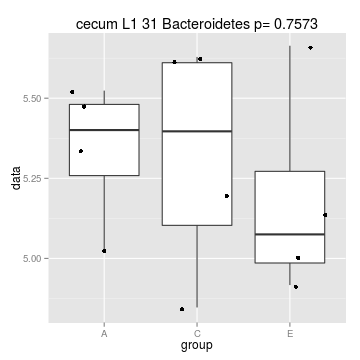 cecum L1 31 Bacteroidetes p= 0.7573
data
5.50
5.25
5.00
A C E
group